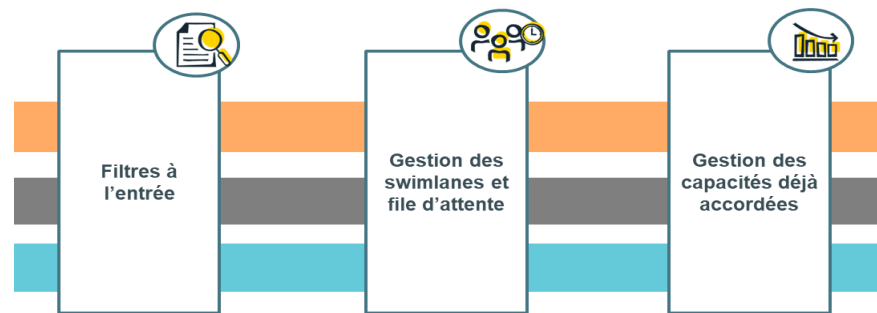 Filtres à
l'entrée
Gestion des
swimlanes et
file d'attente
Gestion des
capacités déjà
accordées